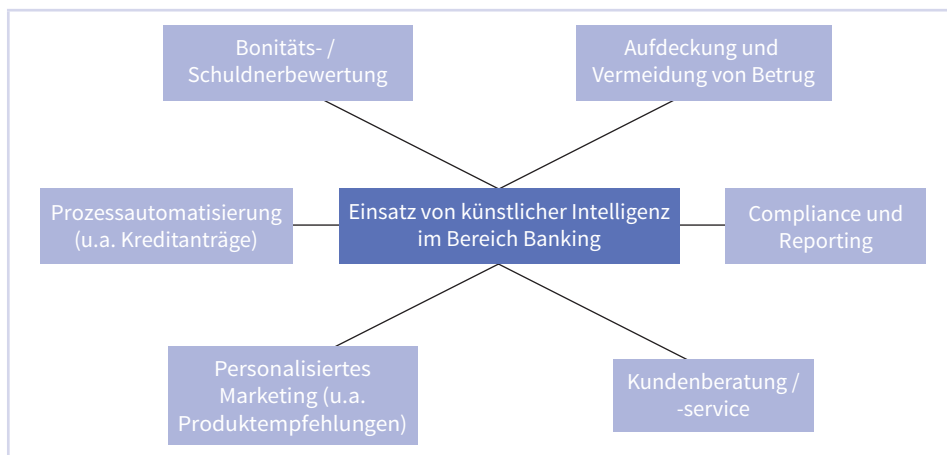 Bonitäts- /
Schuldnerbewertung
Aufdeckung und
Vermeidung von Betrug
Prozessautomatisierung
(u.a. Kreditanträge)
Einsatz von künstlicher Intelligenz
im Bereich Banking
Compliance und
Reporting
Personalisiertes
Marketing (u.a.
Produktempfehlungen)
Kundenberatung /
-service